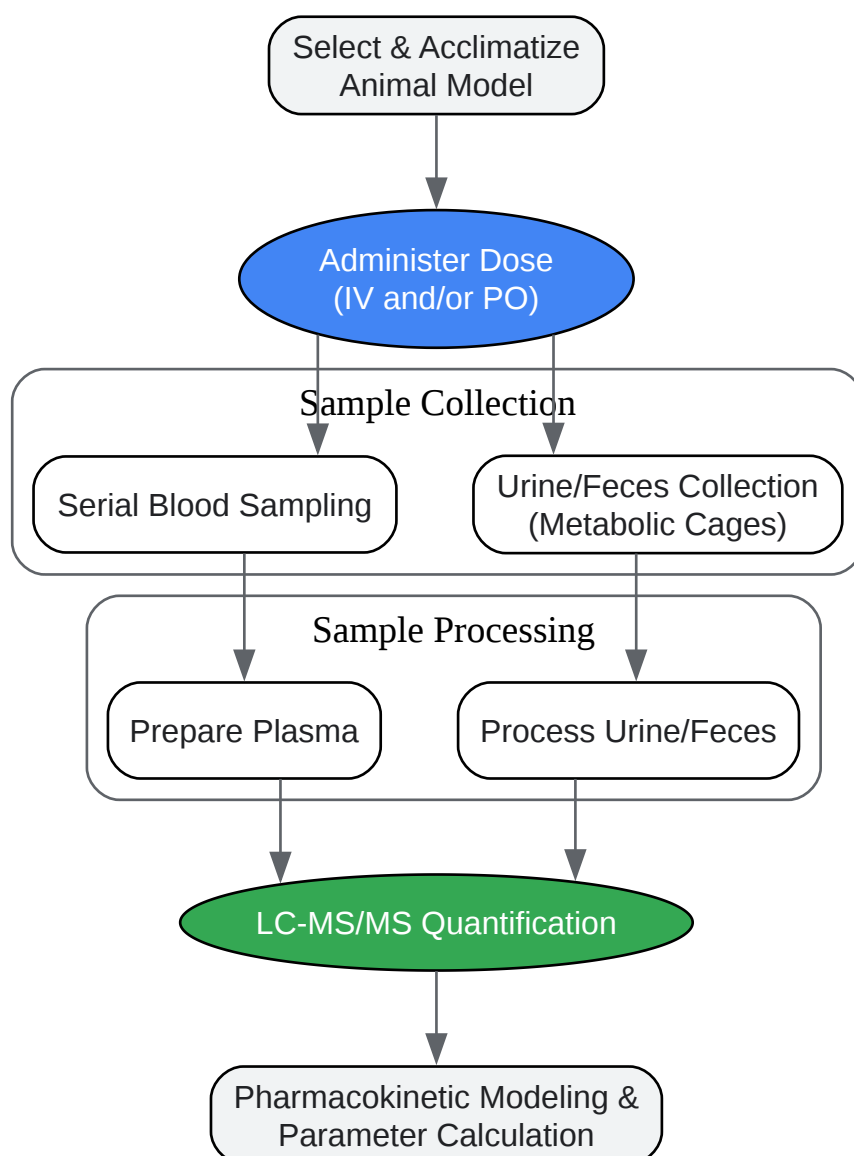 Select & Acclimatize
Animal Model
Administer Dose
(IV and/or PO)
Sample Collection
Serial Blood Sampling
Urine/Feces Collection
(Metabolic Cages)
Sample Processing
Prepare Plasma
Process Urine/Feces
LC-MS/MS Quantification
Pharmacokinetic Modeling &
Parameter Calculation